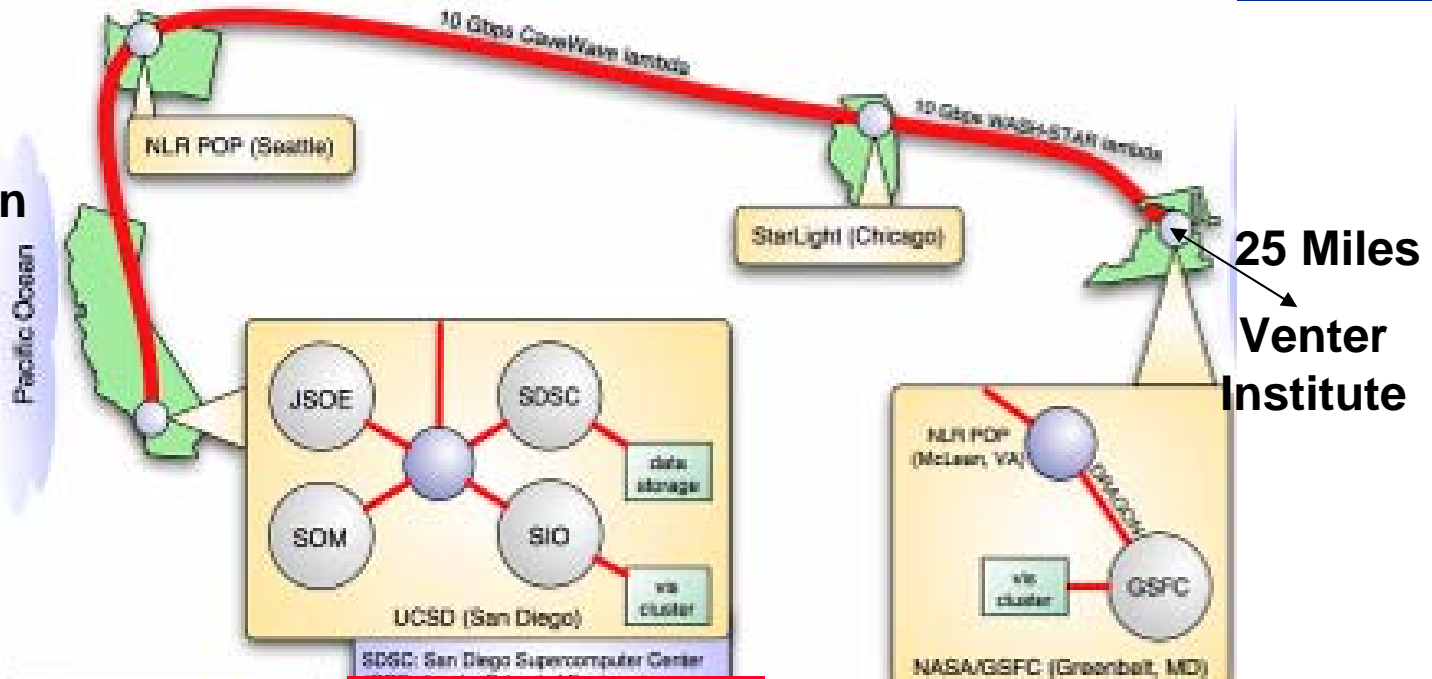 10 Gbps CaveWave lambda
NLR POP (Seattle)
10 Gbps WASH-STAR lambda
n
Pacific Ocean
StarLight (Chicago)
25 Miles
Venter
Institute
JSOE
SDSC
data
storage
SOM
SIO
vis
cluster
UCSD (San Diego)
SDSC: San Diego Supercomputer Center
NLR POP
(McLean, VA)
DRAGON
vis
cluster
GSFC
NASA/GSFC (Greenbelt, MD)